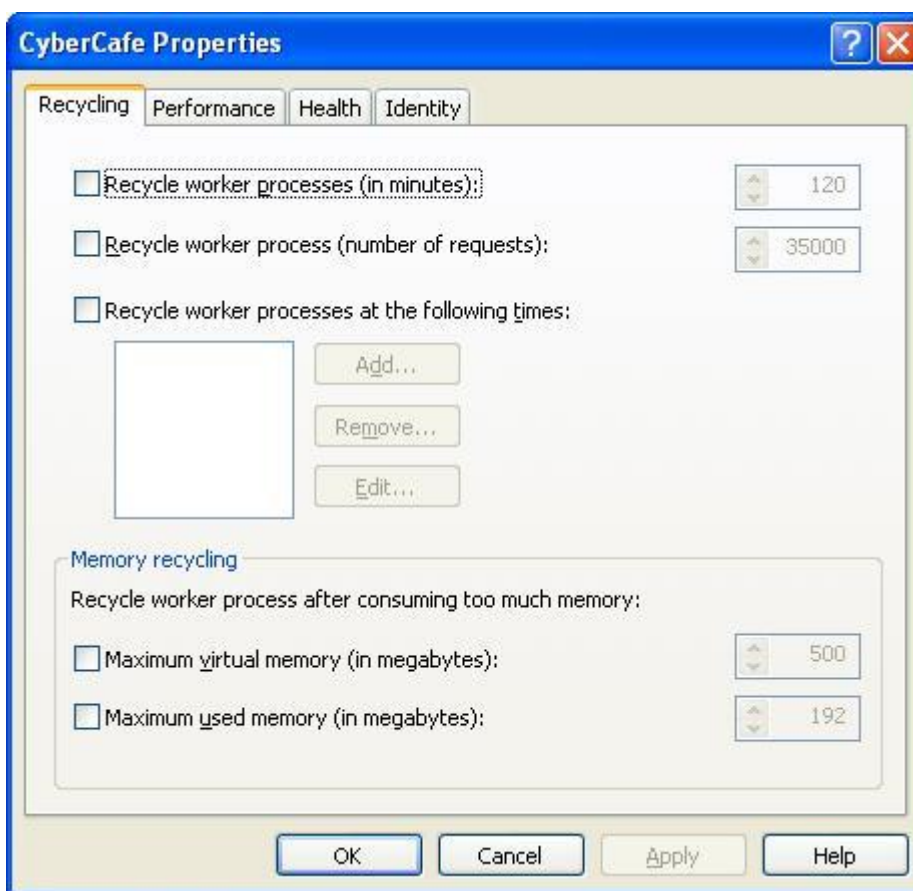 CyberCafe Properties
Recycling Performance Health Identity
Recycle worker processes (in minutes): 120
Recycle worker process (number of requests): 35000
Recycle worker processes at the following times:
Add...
Remove...
Edit...
Memory recycling
Recycle worker process after consuming too much memory:
Maximum virtual memory (in megabytes): 500
Maximum used memory (in megabytes): 192
OK Cancel Apply Help